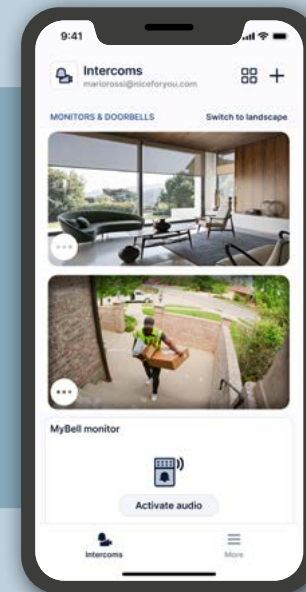 9:41
Intercoms
mariorossi@niceforyou.com
MONITORS & DOORBELLS
Switch to landscape
MyBell monitor
Activate audio
Intercoms
More